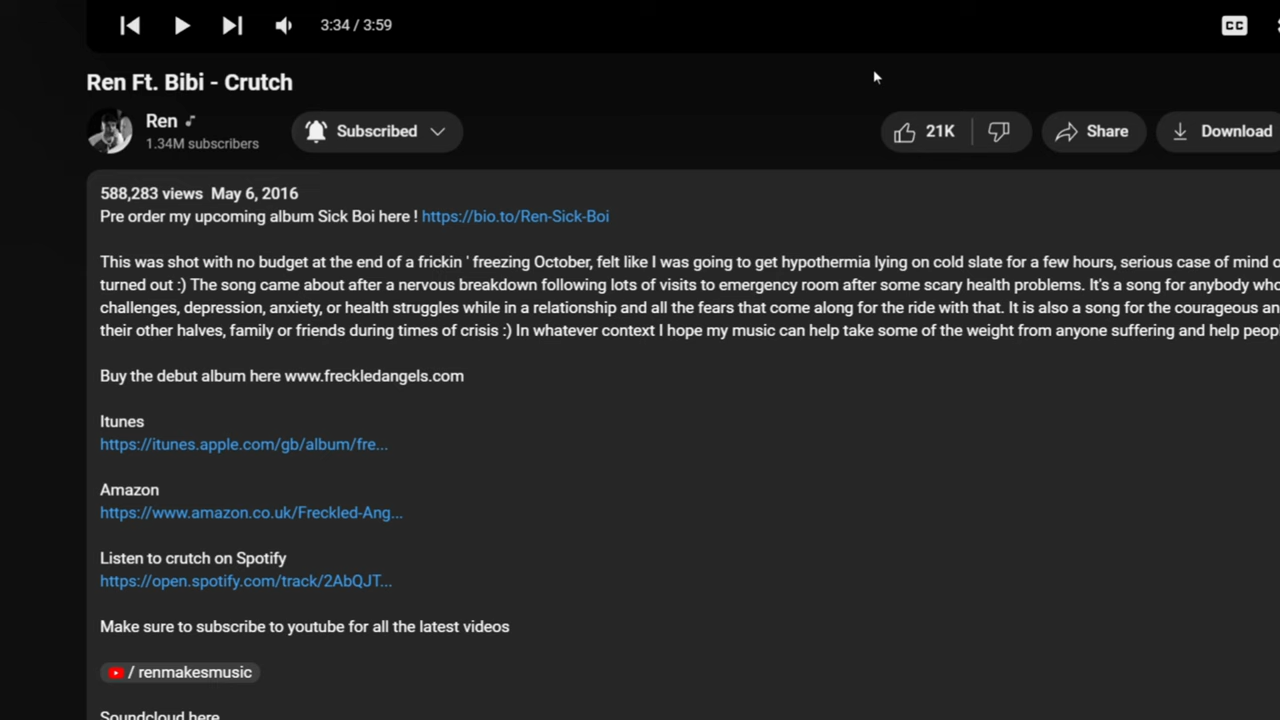 3:34 / 3:59
CC
Ren Ft. Bibi - Crutch
Ren
1.34M subscribers
Subscribed
21K
Share
Download
588,283 views May 6, 2016
Pre order my upcoming album Sick Boi here ! https://bio.to/Ren-Sick-Boi
This was shot with no budget at the end of a frickin ' freezing October, felt like I was going to get hypothermia lying on cold slate for a few hours, serious case of mind
turned out :) The song came about after a nervous breakdown following lots of visits to emergency room after some scary health problems. It's a song for anybody who
challenges, depression, anxiety, or health struggles while in a relationship and all the fears that come along for the ride with that. It is also a song for the courageous
their other halves, family or friends during times of crisis :) In whatever context I hope my music can help take some of the weight from anyone suffering and help
Buy the debut album here www.freckledangels.com
Itunes
https://itunes.apple.com/gb/album/fre...
Amazon
https://www.amazon.co.uk/Freckled-Ang...
Listen to crutch on Spotify
https://open.spotify.com/track/2AbQJT...
Make sure to subscribe to youtube for all the latest videos
/ renmakesmusic
Soundcloud here